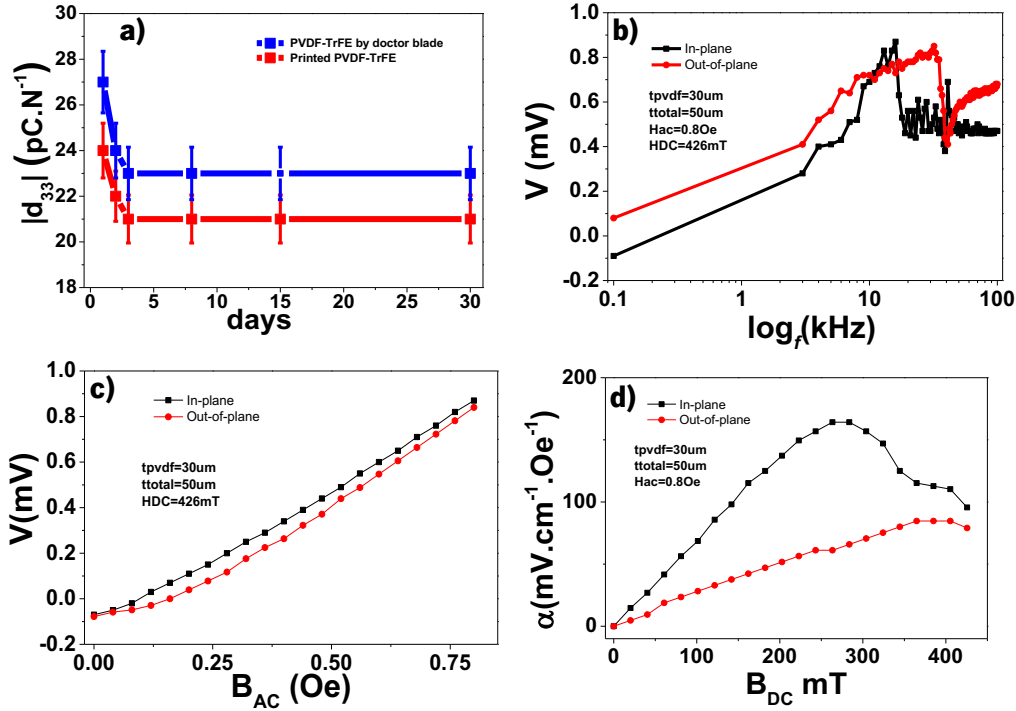 a)
PVDF-TrFE by doctor blade
Printed PVDF-TrFE
|d33| (pC.N-1)
28
26
24
22
20
18
0 5 10 15 20 25 30
days
b)
In-plane
Out-of-plane
tpvdf=30um
ttotal=50um
Hac=0.8Oe
HDC=426mT
V (mV)
1.0
0.8
0.6
0.4
0.2
0.0
-0.2
0.1 1 10 100
logf(kHz)
c)
In-plane
Out-of-plane
tpvdf=30um
ttotal=50um
HDC=426mT
V(mV)
1.0
0.8
0.6
0.4
0.2
0.0
-0.2
0.00 0.25 0.50 0.75
BAC (Oe)
d)
In-plane
Out-of-plane
tpvdf=30um
ttotal=50um
Hac=0.8Oe
α(mV.cm-1.Oe-1)
200
100
0
0 100 200 300 400
BDC mT